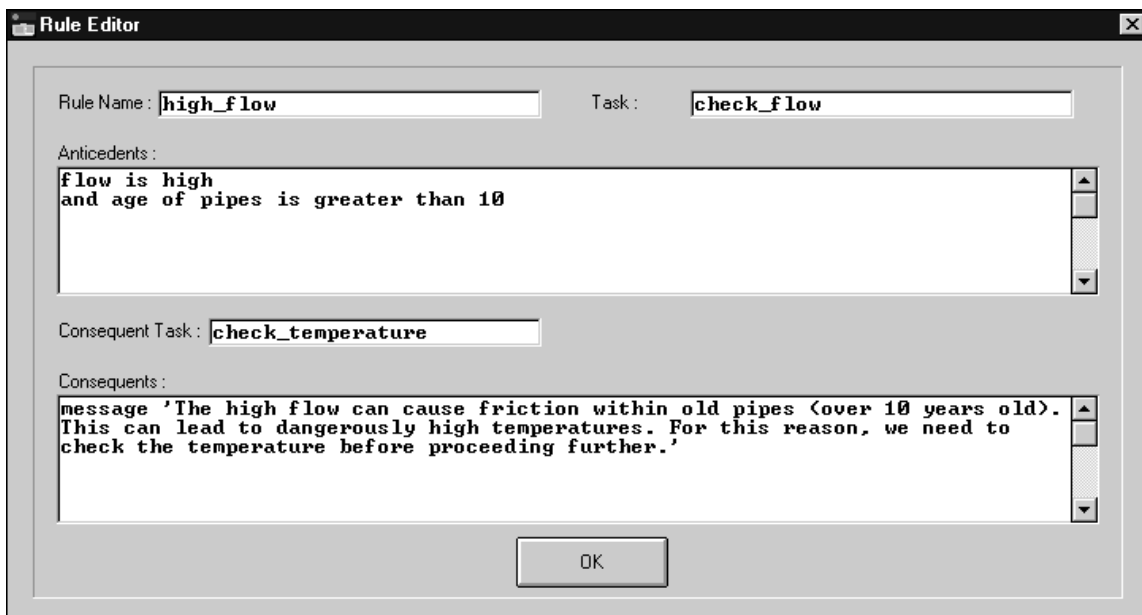 Rule Editor
Rule Name : high_flow Task : check_flow
Anticedents :
flow is high
and age of pipes is greater than 10
Consequent Task : check_temperature
Consequents :
message 'The high flow can cause friction within old pipes (over 10 years old).
This can lead to dangerously high temperatures. For this reason, we need to
check the temperature before proceeding further.'
OK